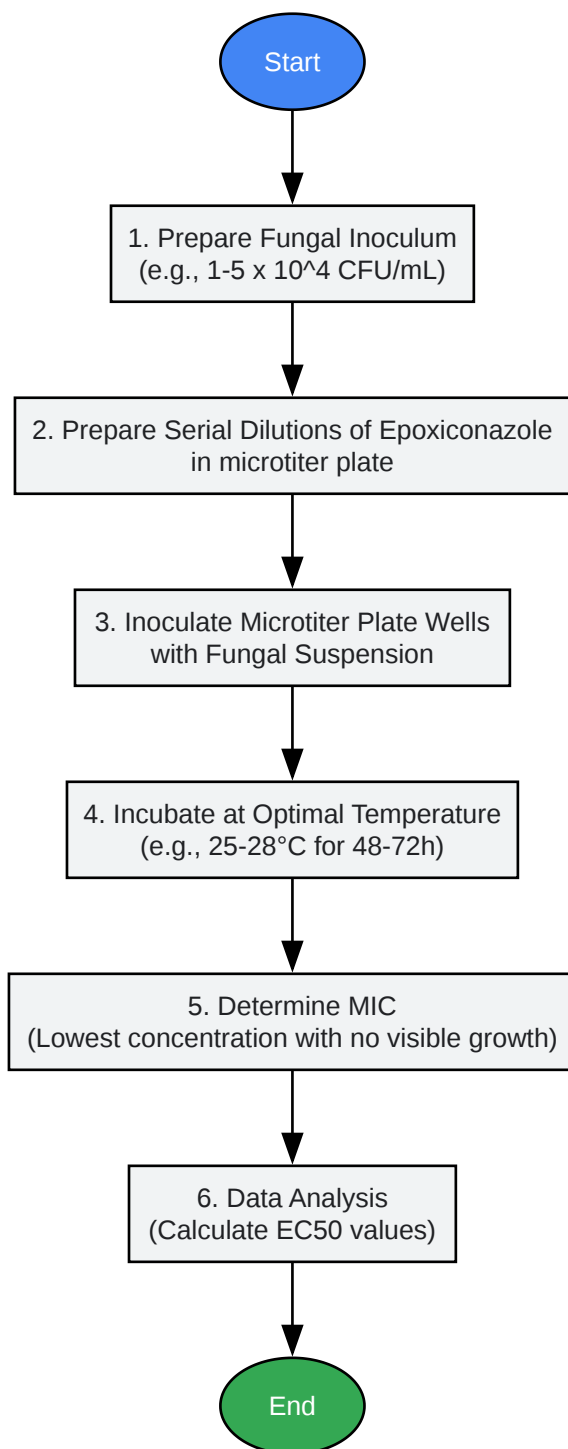 Start
1. Prepare Fungal Inoculum
(e.g., 1-5 x 10^4 CFU/mL)
2. Prepare Serial Dilutions of Epoxiconazole
in microtiter plate
3. Inoculate Microtiter Plate Wells
with Fungal Suspension
4. Incubate at Optimal Temperature
(e.g., 25-28°C for 48-72h)
5. Determine MIC
(Lowest concentration with no visible growth)
6. Data Analysis
(Calculate EC50 values)
End